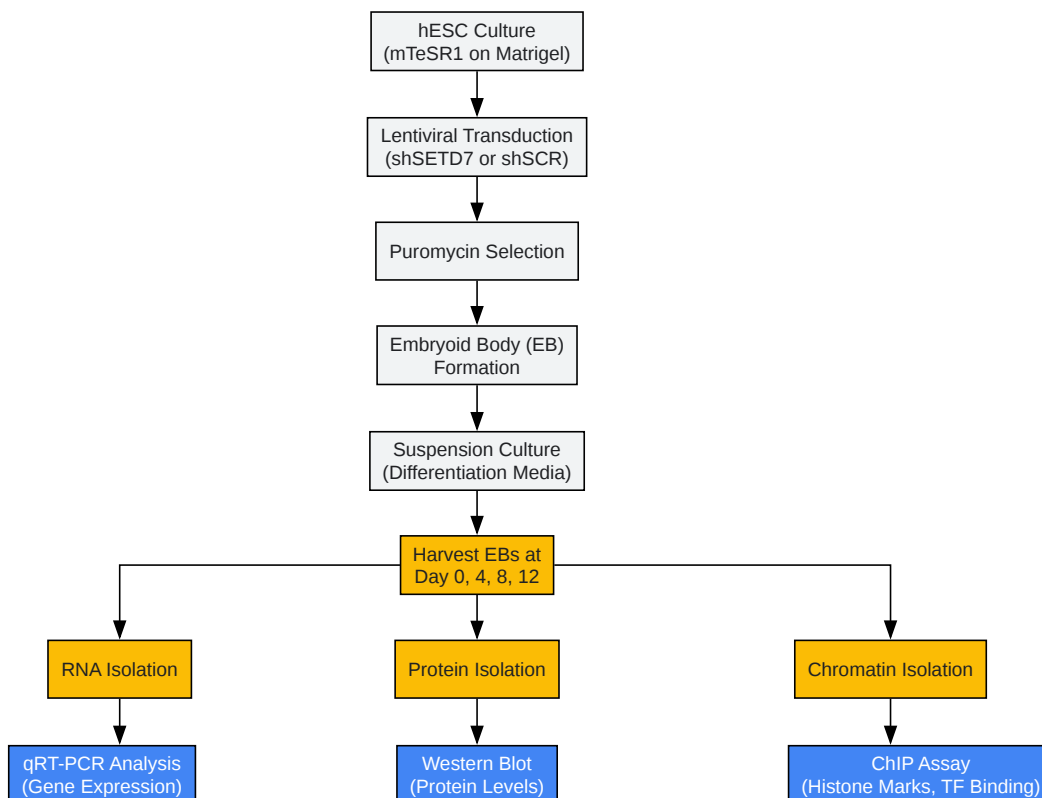 hESC Culture
(mTeSR1 on Matrigel)
Lentiviral Transduction
(shSETD7 or shSCR)
Puromycin Selection
Embryoid Body (EB)
Formation
Suspension Culture
(Differentiation Media)
Harvest EBs at
Day 0, 4, 8, 12
RNA Isolation
Protein Isolation
Chromatin Isolation
qRT-PCR Analysis
(Gene Expression)
Western Blot
(Protein Levels)
ChIP Assay
(Histone Marks, TF Binding)